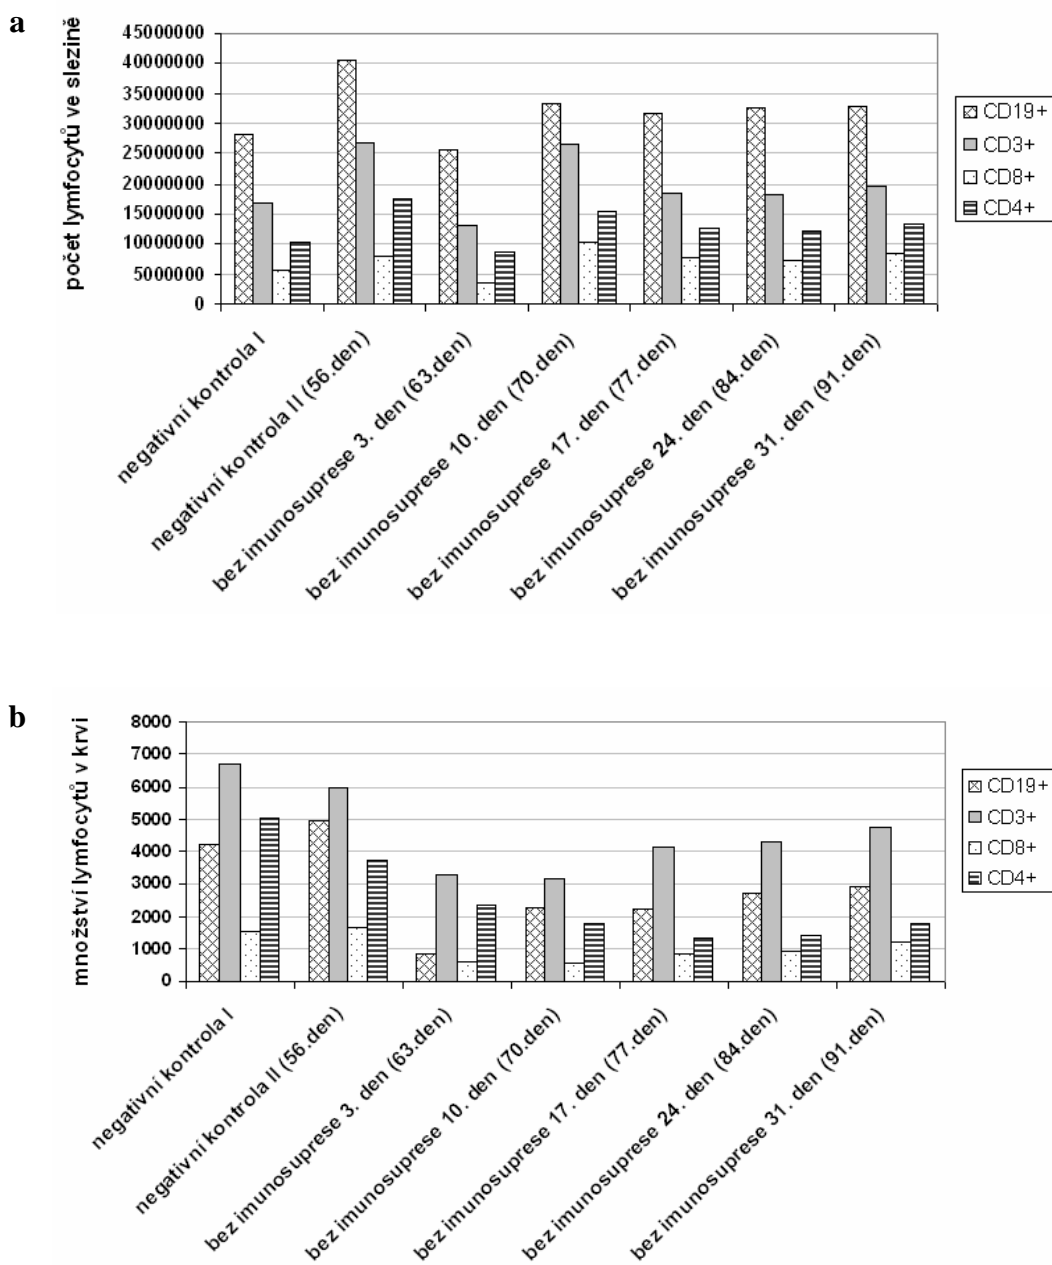 a
počet lymfocytů ve slezině
45000000
40000000
35000000
30000000
25000000
20000000
15000000
10000000
5000000
0
negativní kontrola I
negativní kontrola II (56.den)
bez imunosuprese 3. den (63.den)
bez imunosuprese 10. den (70.den)
bez imunosuprese 17. den (77.den)
bez imunosuprese 24. den (84.den)
bez imunosuprese 31. den (91.den)
CD19+
CD3+
CD8+
CD4+
b
množství lymfocytů v krvi
8000
7000
6000
5000
4000
3000
2000
1000
0
negativní kontrola I
negativní kontrola II (56.den)
bez imunosuprese 3. den (63.den)
bez imunosuprese 10. den (70.den)
bez imunosuprese 17. den (77.den)
bez imunosuprese 24. den (84.den)
bez imunosuprese 31. den (91.den)
CD19+
CD3+
CD8+
CD4+